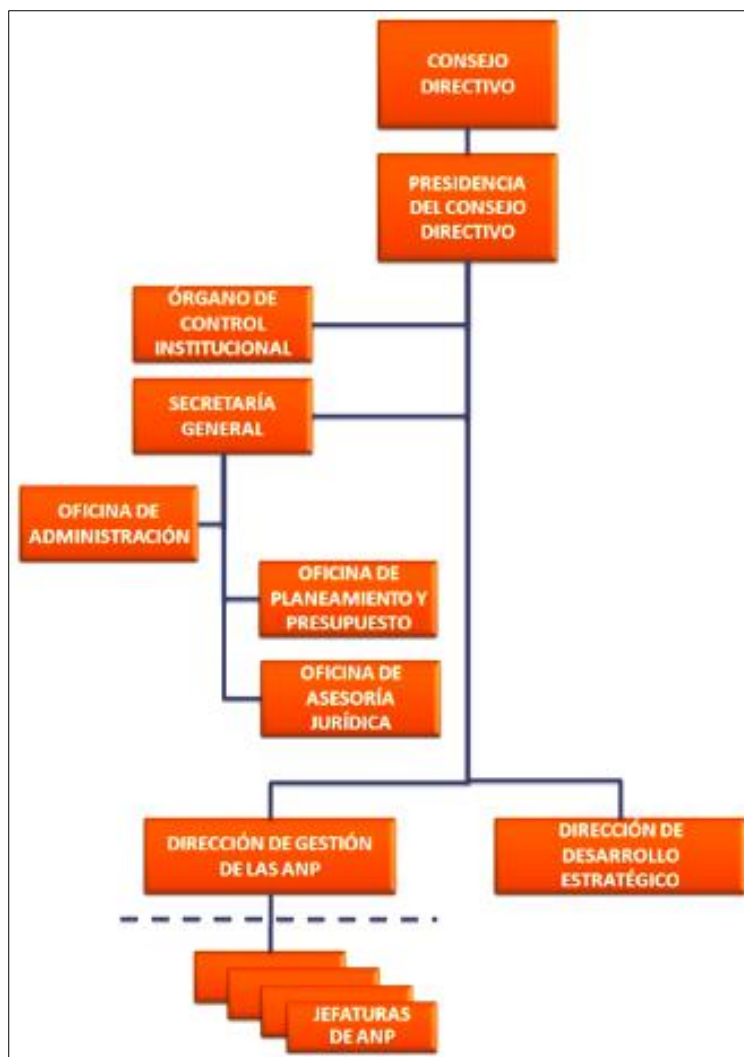 CONSEJO
DIRECTIVO
PRESIDENCIA
DEL CONSEJO
DIRECTIVO
ÓRGANO DE
CONTROL
INSTITUCIONAL
SECRETARÍA
GENERAL
OFICINA DE
ADMINISTRACIÓN
OFICINA DE
PLANEAMIENTO Y
PRESUPUESTO
OFICINA DE
ASESORÍA
JURÍDICA
DIRECCIÓN DE GESTIÓN
DE LAS ANP
DIRECCIÓN DE
DESARROLLO
ESTRATÉGICO
JEFATURAS
DE ANP